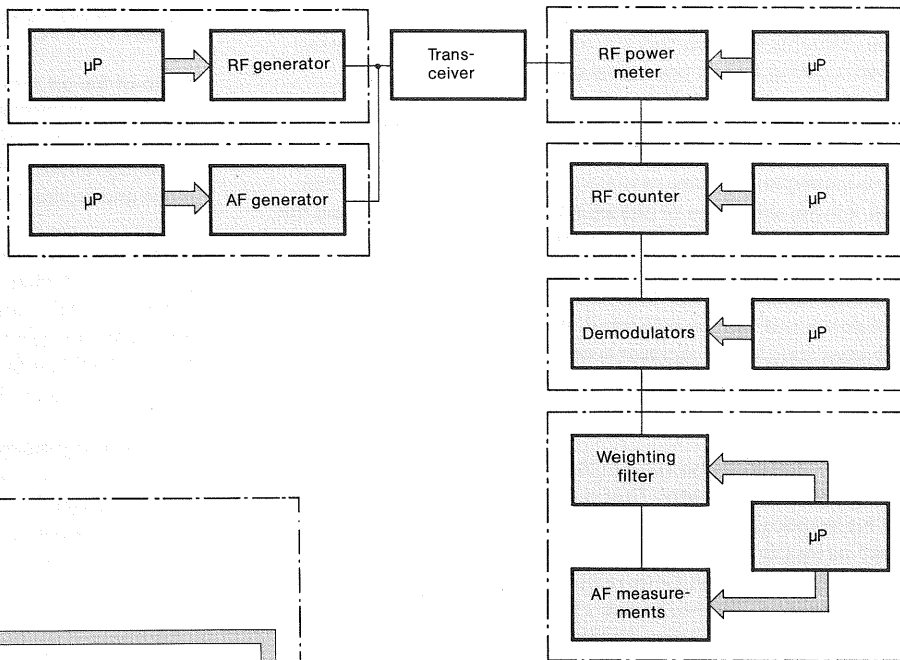 µP
RF generator
Trans-
ceiver
RF power
meter
µP
µP
AF generator
RF counter
µP
Demodulators
µP
Weighting
filter
µP
AF measure-
ments